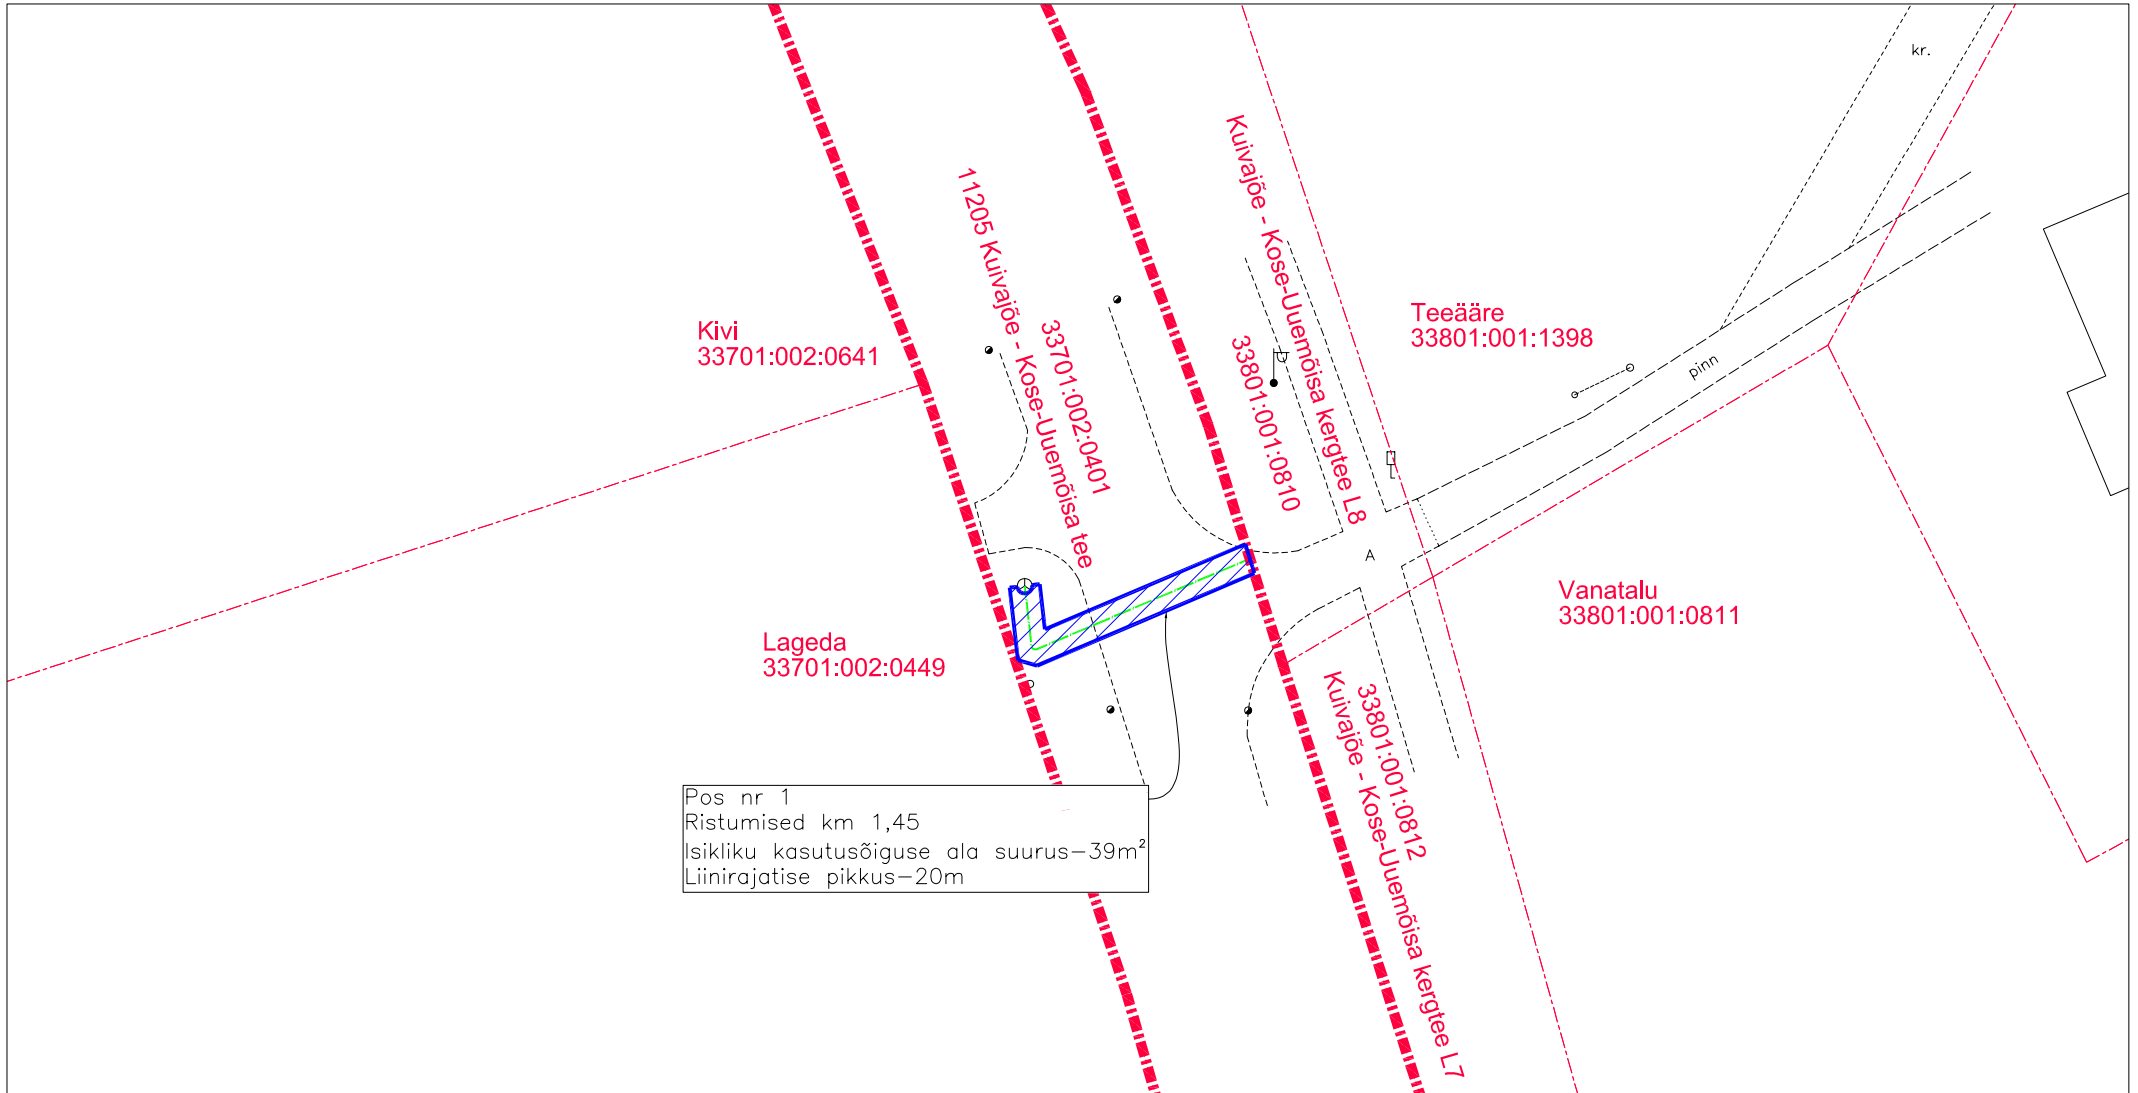 kr.
Kuivajõe - Kose-Uuemõisa kergtee L8
33801:001:0810
11205 Kuivajõe - Kose-Uuemõisa tee
33701:002:0401
Teeääre
33801:001:1398
Kivi
33701:002:0641
pinn
A
Vanatalu
33801:001:0811
Lageda
33701:002:0449
33801:001:0812
Kuivajõe - Kose-Uuemõisa kergtee L7
Pos nr 1
Ristumised km 1,45
Isikliku kasutusõiguse ala suurus-39m²
Liinirajatise pikkus-20m